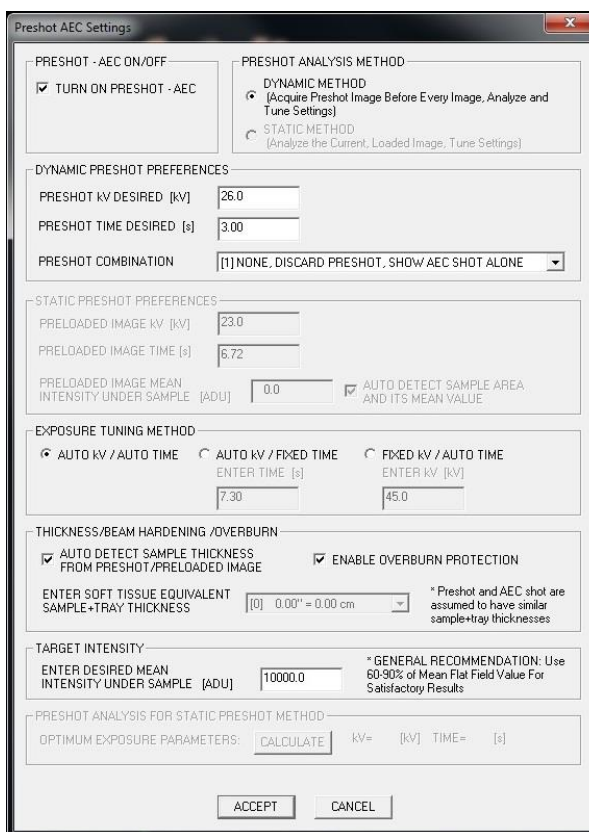 Preshot AEC Settings
PRESHOT - AEC ON/OFF
TURN ON PRESHOT - AEC
PRESHOT ANALYSIS METHOD
DYNAMIC METHOD
(Acquire Preshot Image Before Every Image, Analyze and
Tune Settings)
STATIC METHOD
(Analyze the Current, Loaded Image, Tune Settings)
DYNAMIC PRESHOT PREFERENCES
PRESHOT kV DESIRED [kV]
26.0
PRESHOT TIME DESIRED [s]
3.00
PRESHOT COMBINATION
[1] NONE, DISCARD PRESHOT, SHOW AEC SHOT ALONE
STATIC PRESHOT PREFERENCES
PRELOADED IMAGE kV [kV]
23.0
PRELOADED IMAGE TIME [s]
6.72
PRELOADED IMAGE MEAN
INTENSITY UNDER SAMPLE [ADU]
0.0
AUTO DETECT SAMPLE AREA
AND ITS MEAN VALUE
EXPOSURE TUNING METHOD
AUTO kV / AUTO TIME
AUTO kV / FIXED TIME
ENTER TIME [s]
7.30
FIXED kV / AUTO TIME
ENTER kV [kV]
45.0
THICKNESS/BEAM HARDENING /OVERBURN
AUTO DETECT SAMPLE THICKNESS
FROM PRESHOT/PRELOADED IMAGE
ENABLE OVERBURN PROTECTION
ENTER SOFT TISSUE EQUIVALENT
SAMPLE+TRAY THICKNESS
[0] 0.00" = 0.00 cm
* Preshot and AEC shot are
assumed to have similar
sample+tray thicknesses
TARGET INTENSITY
ENTER DESIRED MEAN
INTENSITY UNDER SAMPLE [ADU]
10000.0
* GENERAL RECOMMENDATION: Use
60-90% of Mean Flat Field Value For
Satisfactory Results
PRESHOT ANALYSIS FOR STATIC PRESHOT METHOD
OPTIMUM EXPOSURE PARAMETERS:
CALCULATE
kV= [kV] TIME= [s]
ACCEPT
CANCEL